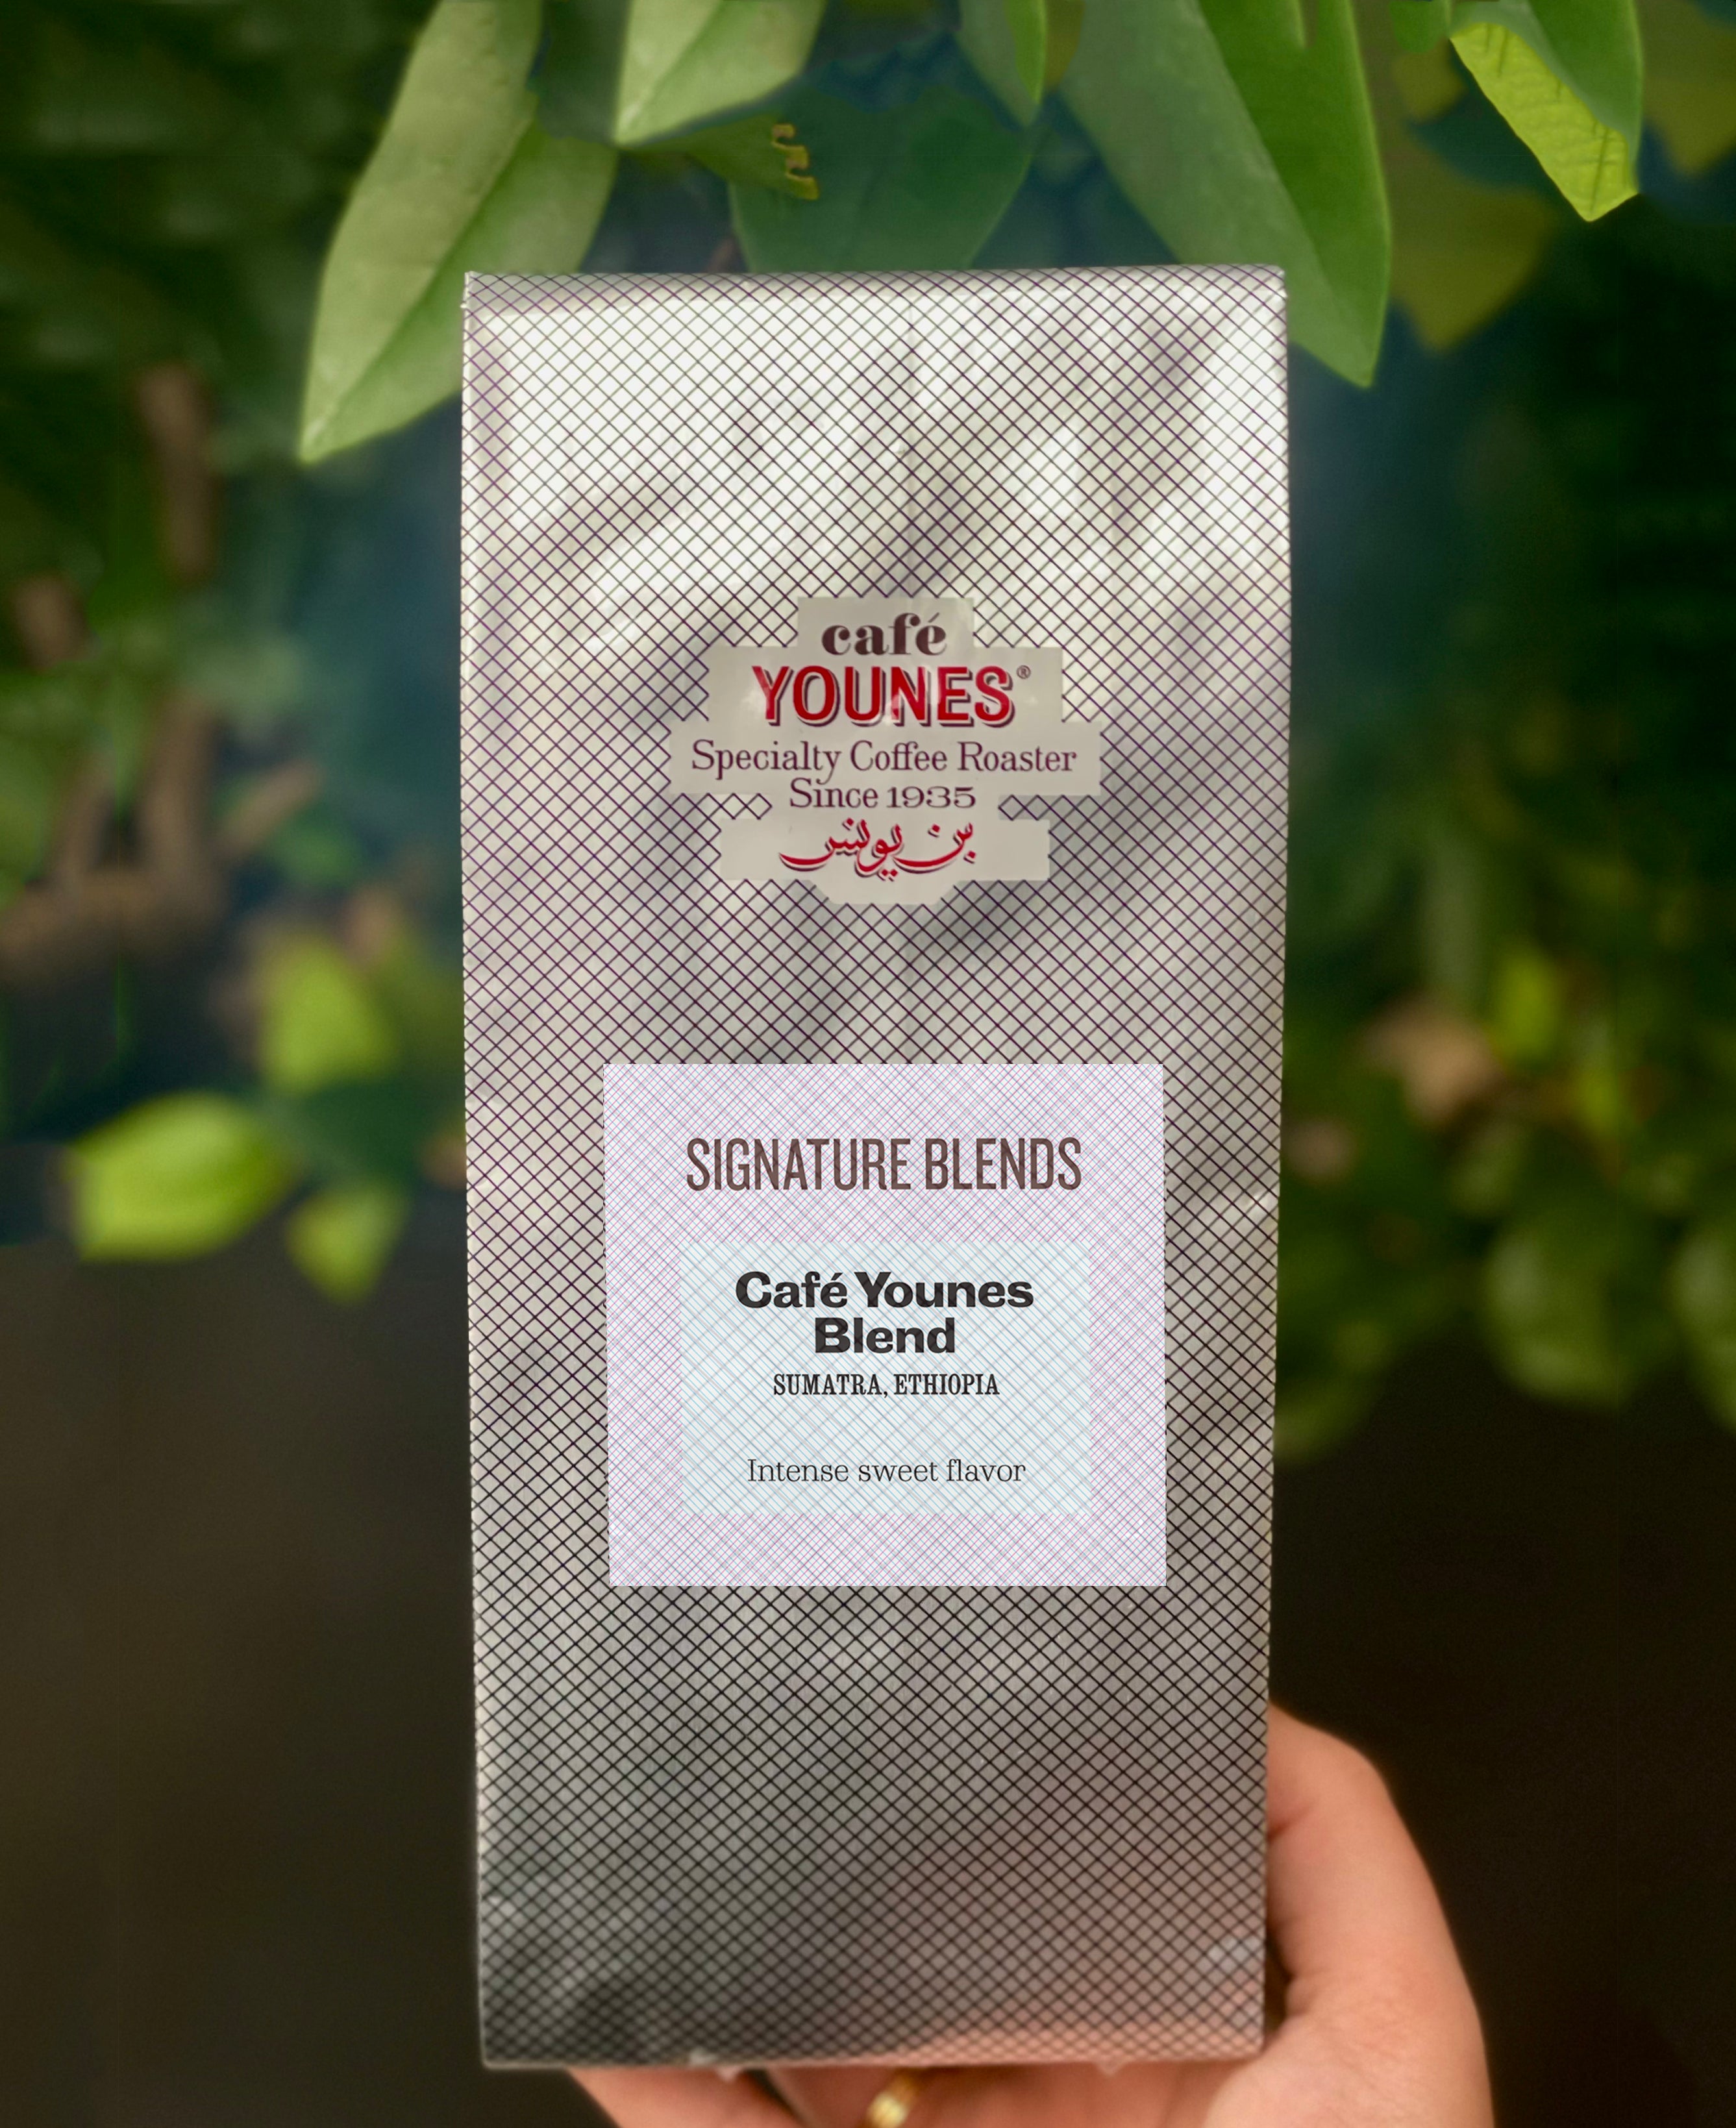 café
YOUNES®
Specialty Coffee Roaster
Since 1935
بن يونس
SIGNATURE BLENDS
Café Younes
Blend
SUMATRA, ETHIOPIA
Intense sweet flavor